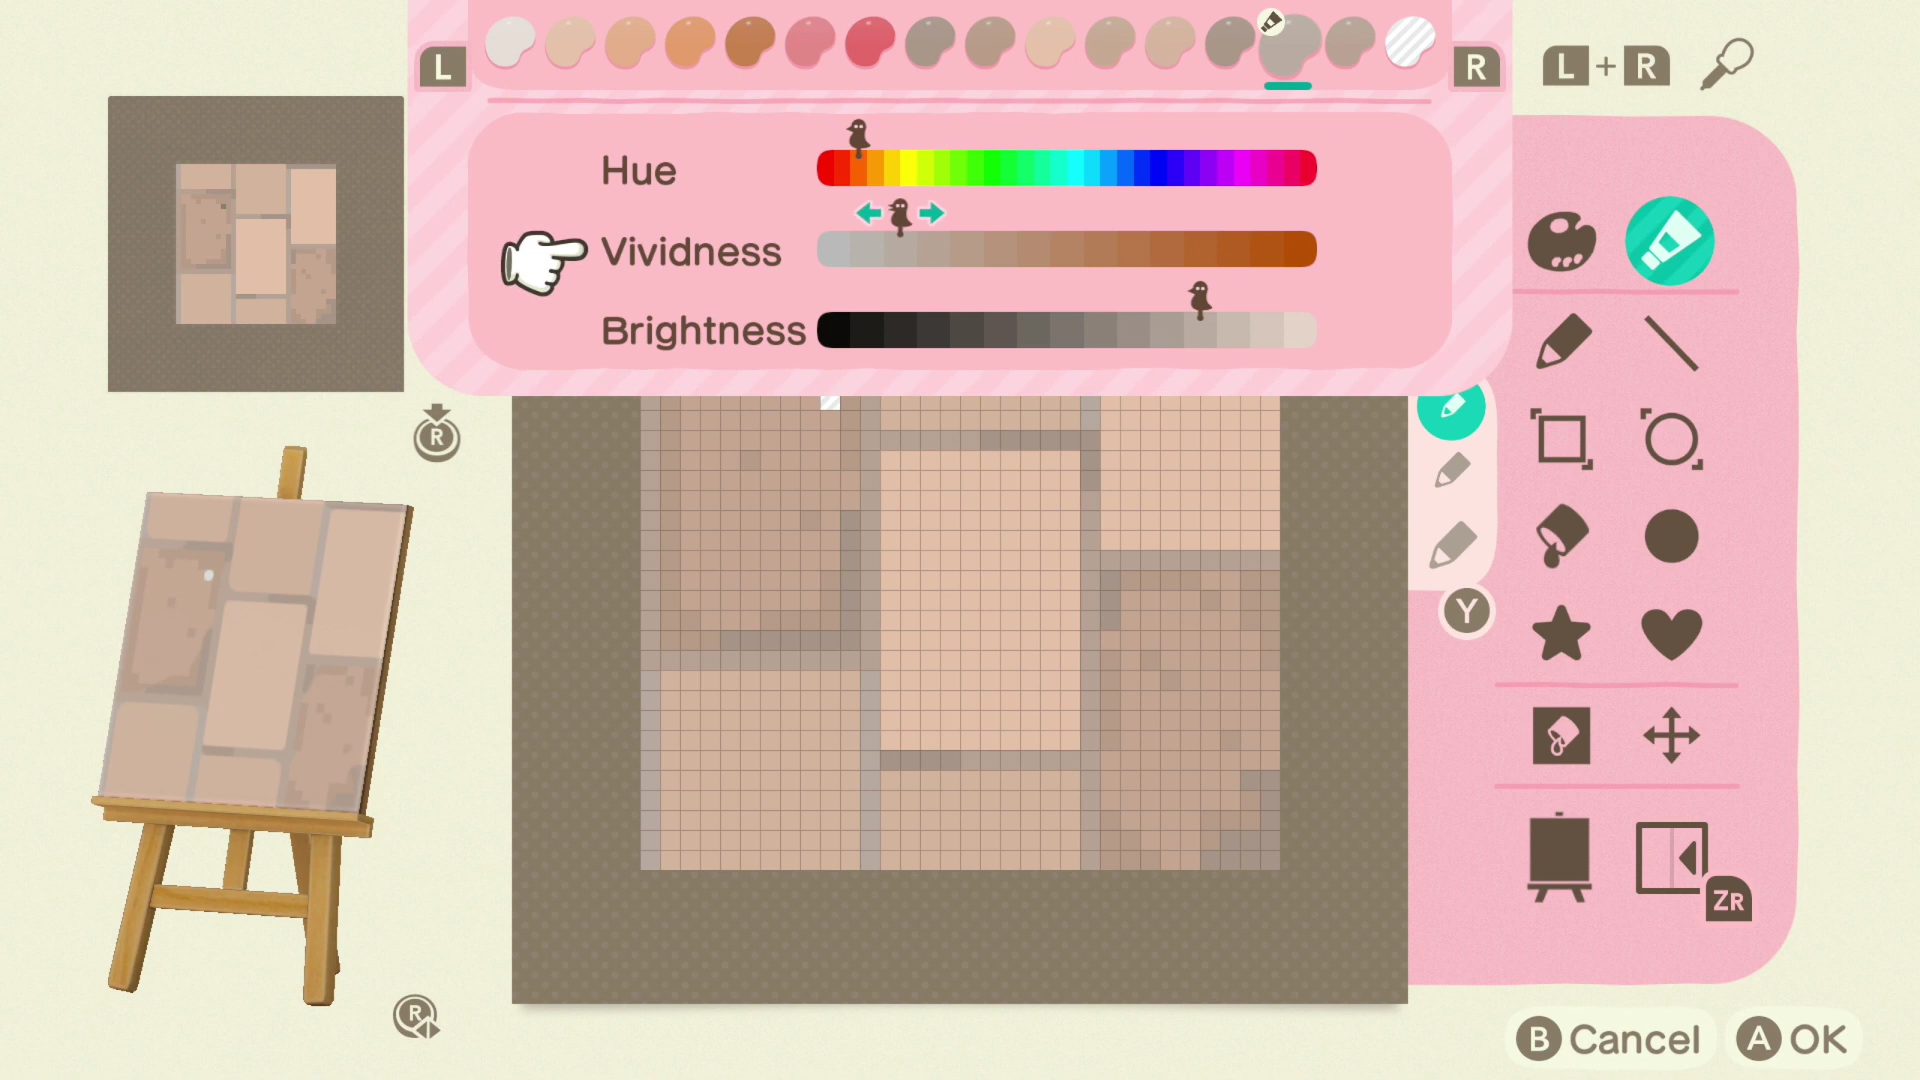 L
R
L + R
Hue
Vividness
Brightness
R
Y
ZR
R
B Cancel
A OK